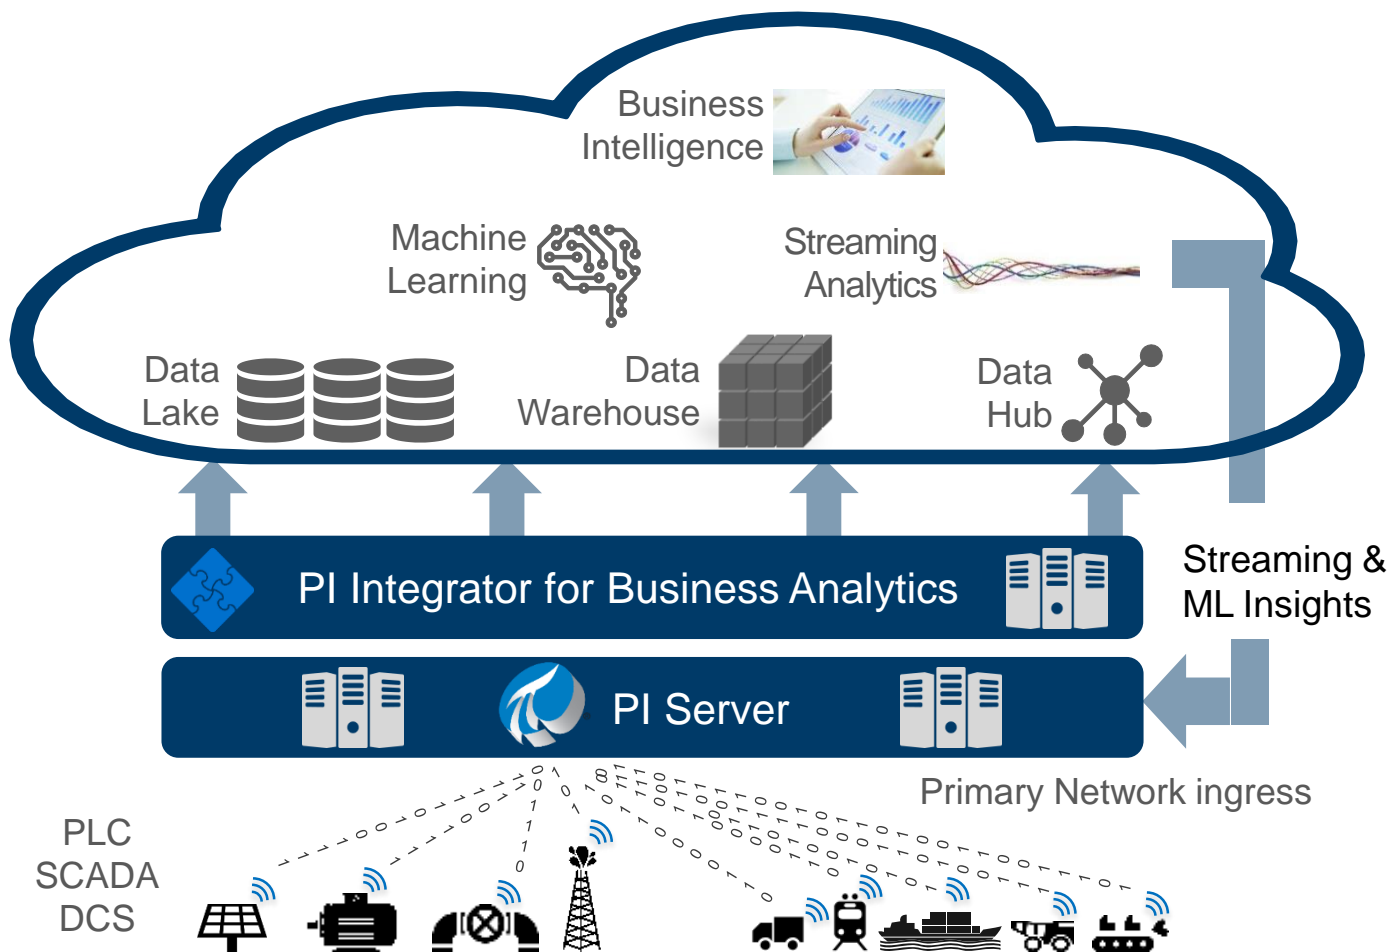 Business
Intelligence
Machine
Learning
Streaming
Analytics
Data
Lake
Data
Warehouse
Data
Hub
PI Integrator for Business Analytics
Streaming &
ML Insights
PI Server
Primary Network ingress
PLC
SCADA
DCS